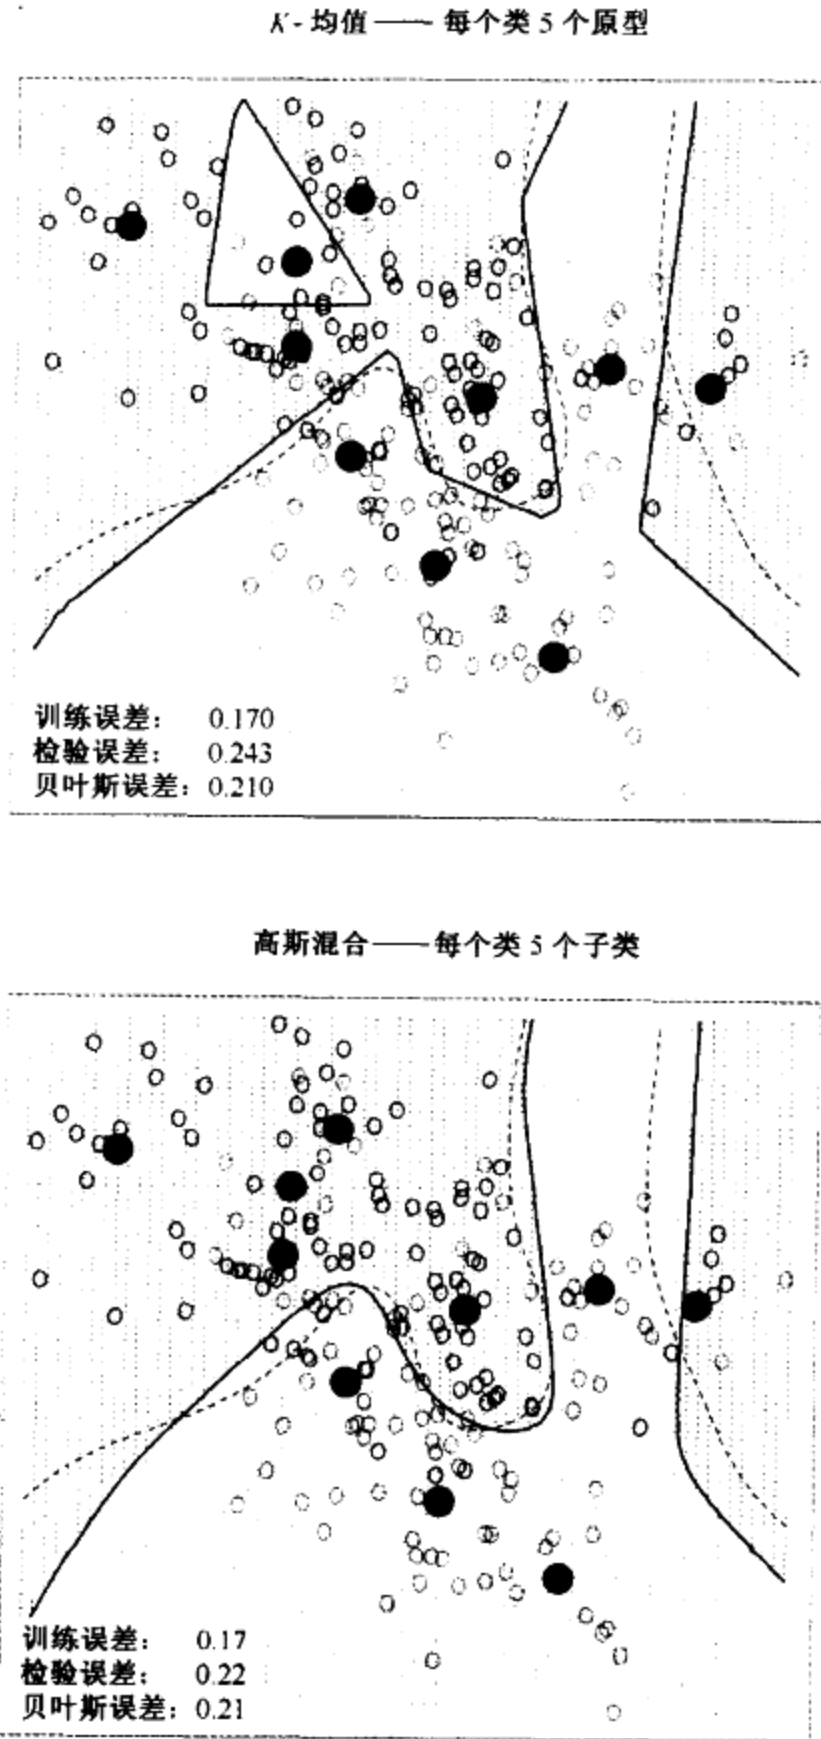 K - 均值 —— 每个类 5 个原型
训练误差： 0.170
检验误差： 0.243
贝叶斯误差：0.210
高斯混合——每个类 5 个子类
训练误差： 0.17
检验误差： 0.22
贝叶斯误差：0.21